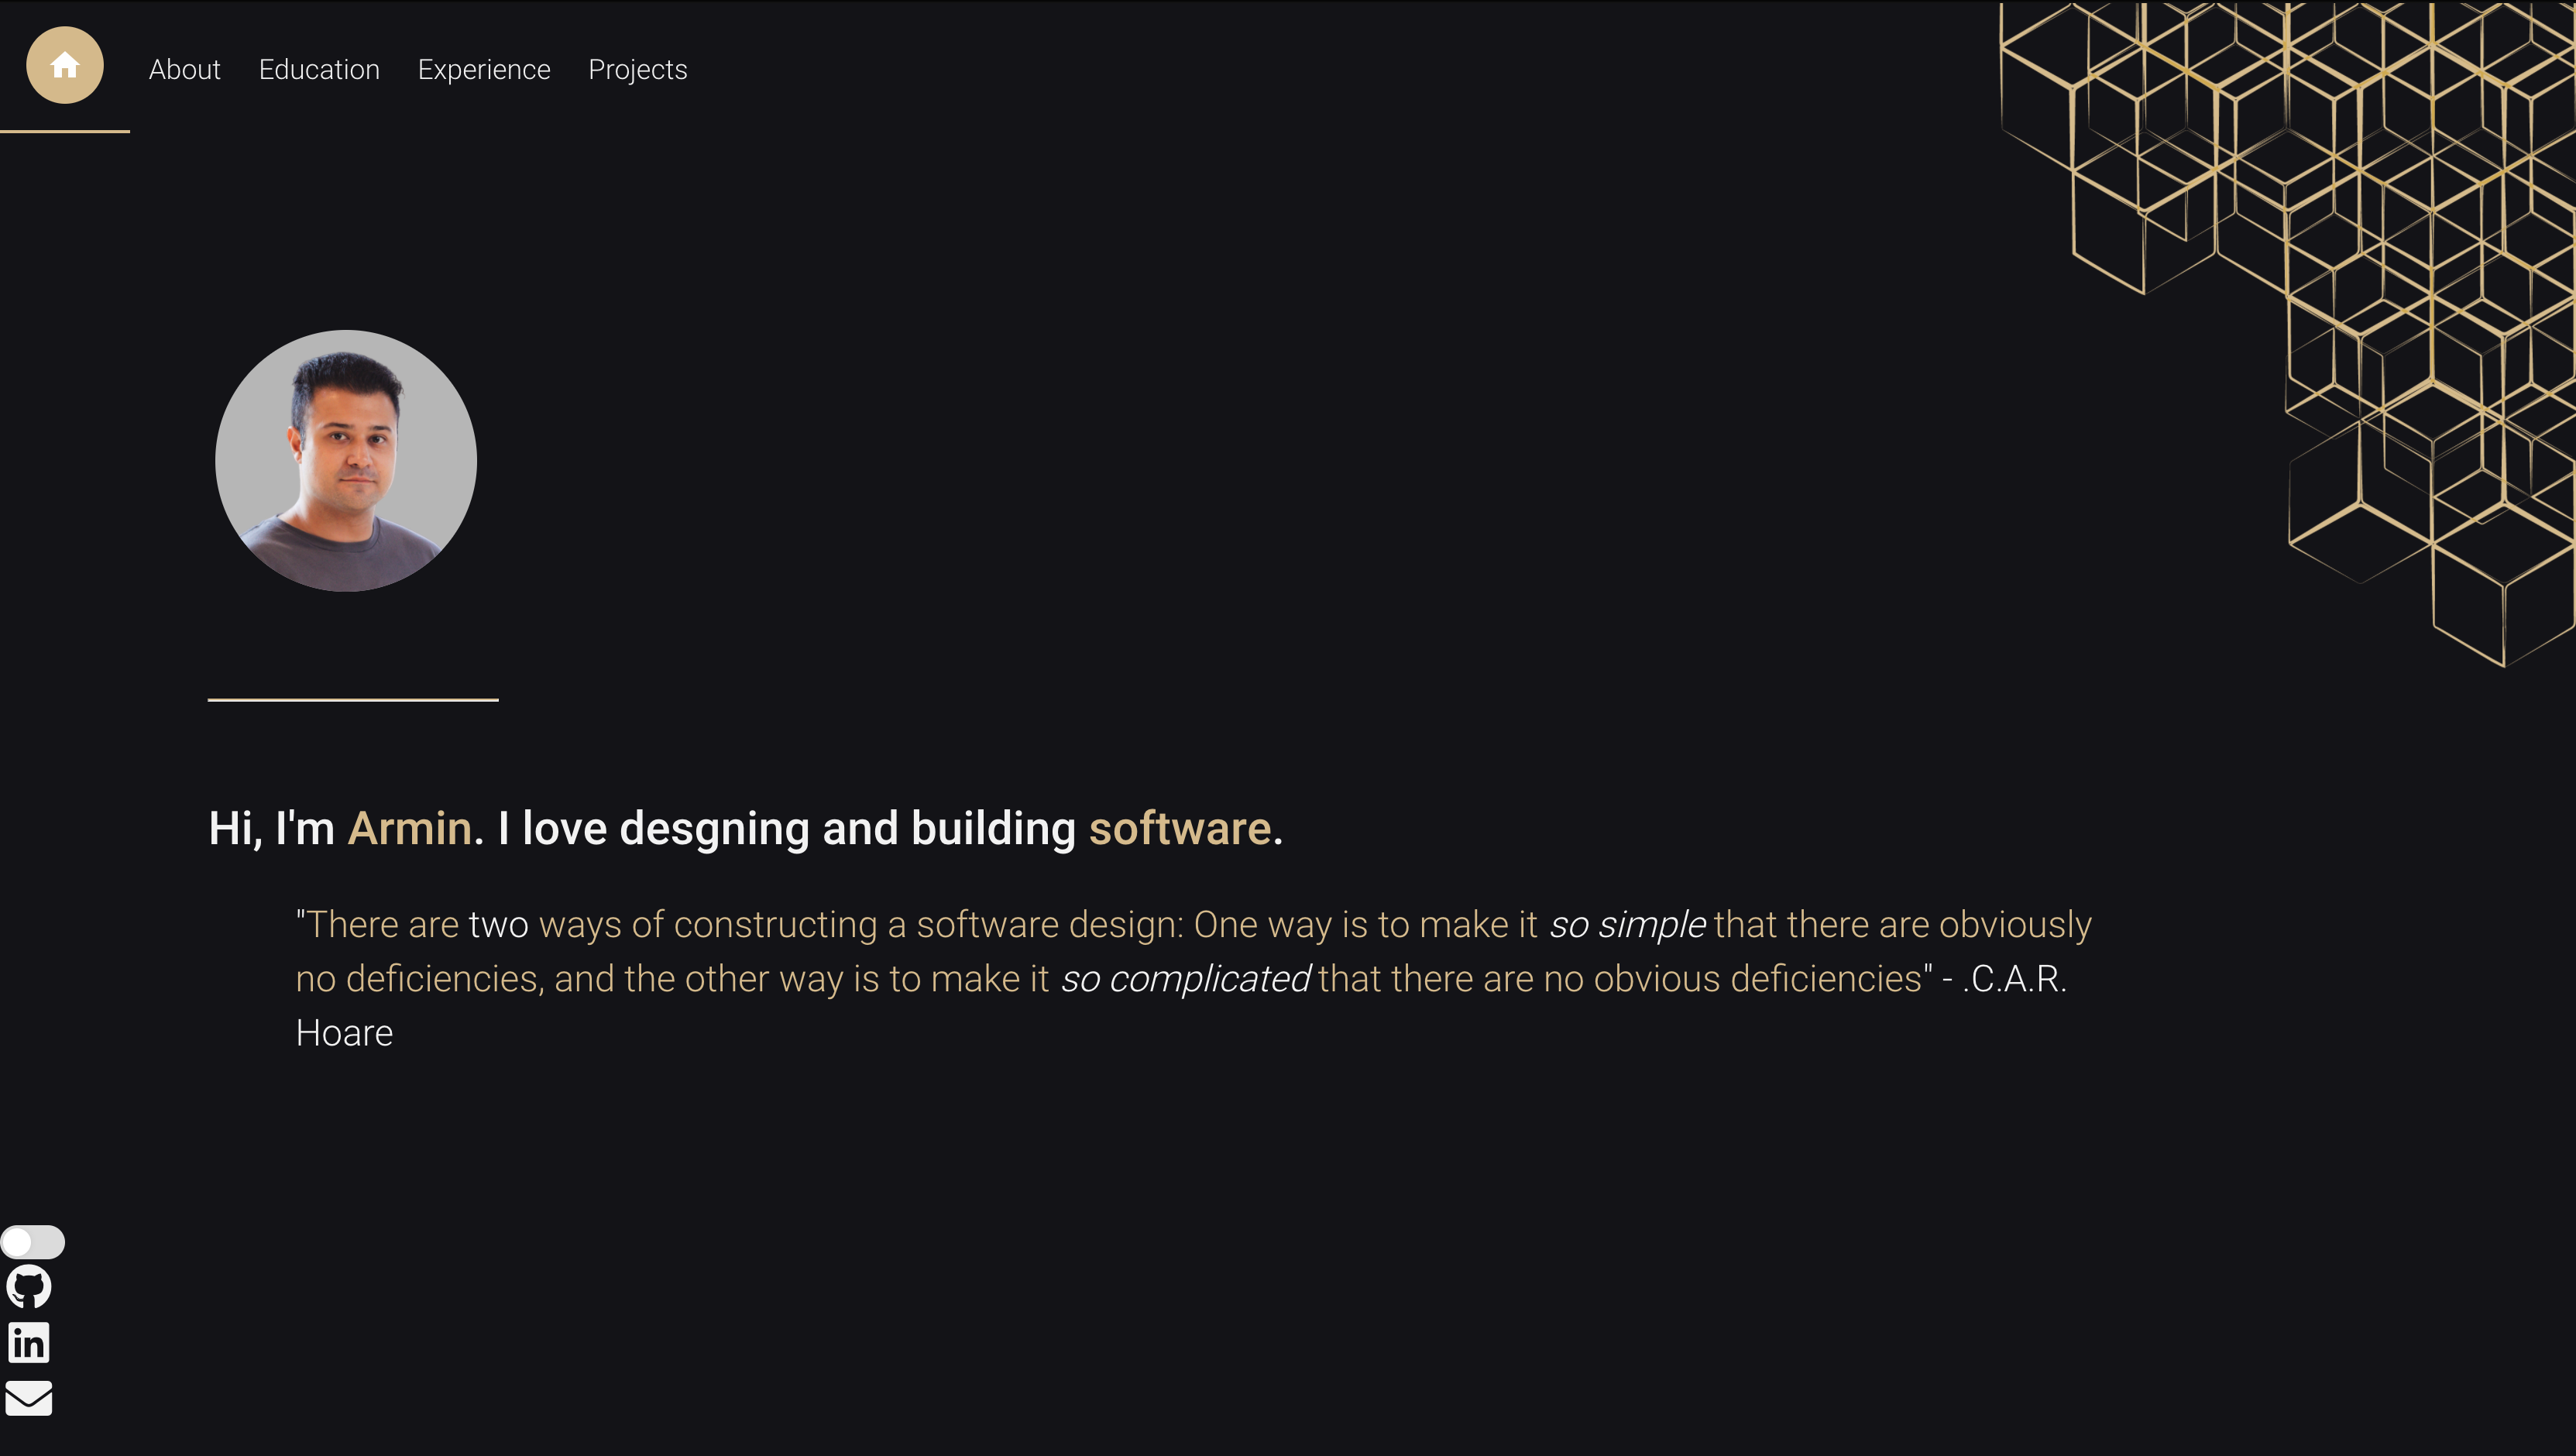 About Education Experience Projects
Hi, I'm Armin. I love desgning and building software.
"There are two ways of constructing a software design: One way is to make it so simple that there are obviously
no deficiencies, and the other way is to make it so complicated that there are no obvious deficiencies" - .C.A.R.
Hoare
in